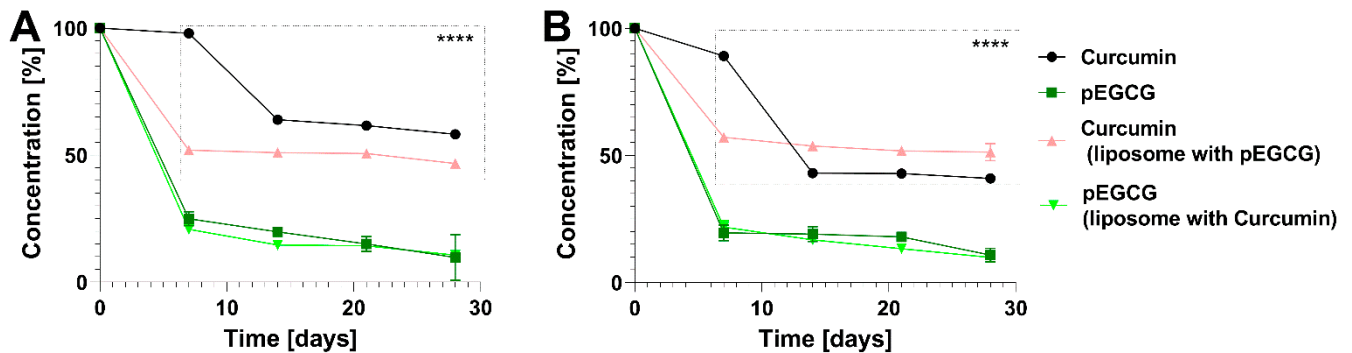 A
Concentration [%]
100
50
0
0
10
20
30
Time [days]
****
B
Concentration [%]
100
50
0
0
10
20
30
Time [days]
****
Curcumin
pEGCG
Curcumin
(liposome with pEGCG)
pEGCG
(liposome with Curcumin)